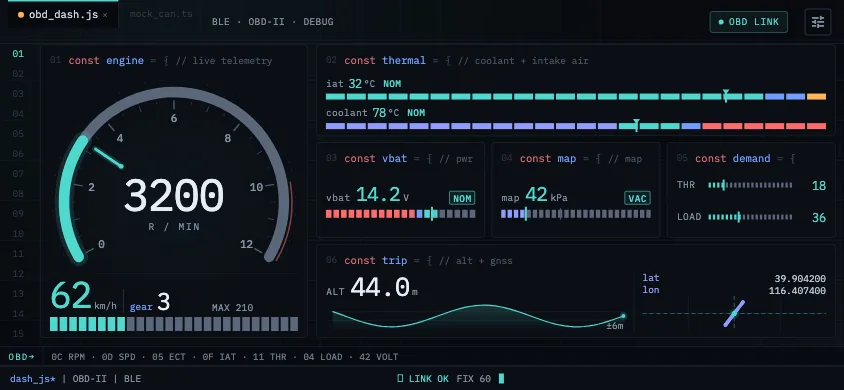 obd_dash.js ×
mock_can.ts
BLE · OBD-II · DEBUG
OBD LINK
01
02
03
04
05
06
07
08
09
10
11
12
13
14
15
01 const engine = { // live telemetry
0
2
4
6
8
10
12
3200
R / MIN
62 km/h
gear 3
MAX 210
02 const thermal = { // coolant + intake air
iat 32°C NOM
coolant 78°C NOM
03 const vbat = { // pwr
vbat 14.2 V NOM
04 const map = { // map
map 42 kPa VAC
05 const demand = {
THR 18
LOAD 36
06 const trip = { // alt + gnss
ALT 44.0 m
±6m
lat 39.904200
lon 116.407400
OBD→ 0C RPM · 0D SPD · 05 ECT · 0F IAT · 11 THR · 04 LOAD · 42 VOLT
dash_js* | OBD-II | BLE
LINK OK FIX 60